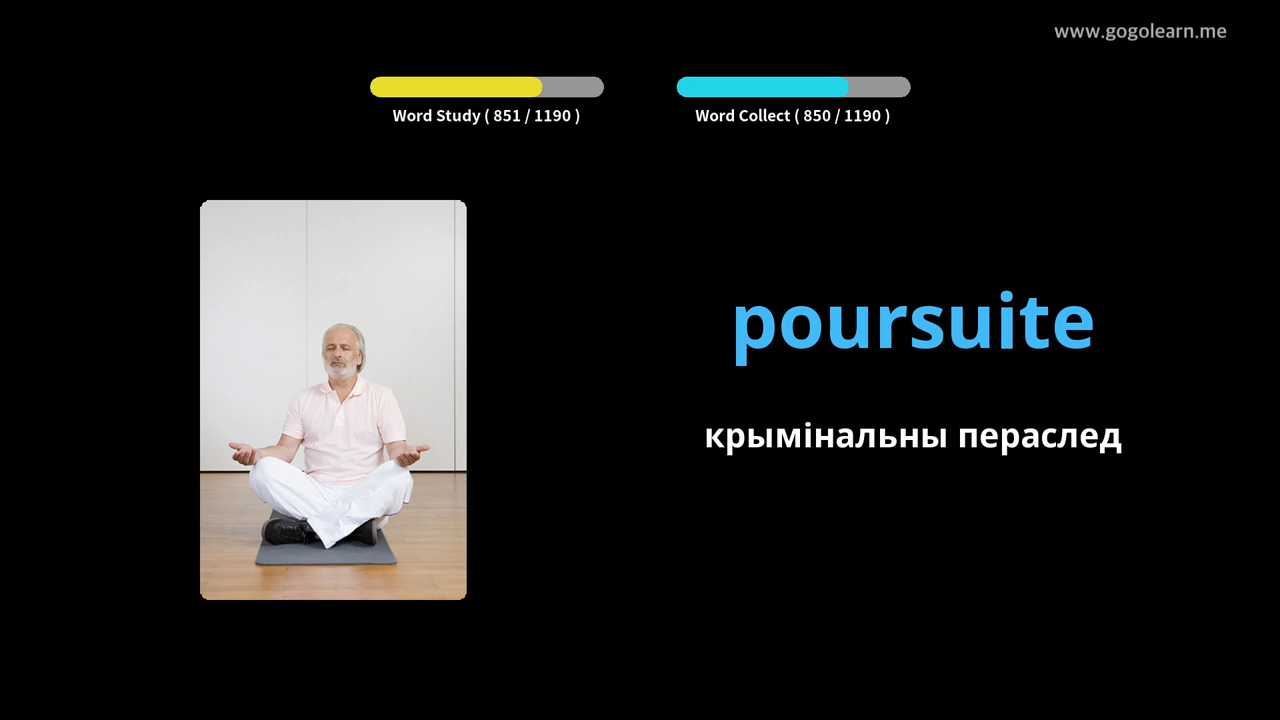 www.gogolearn.me
Word Study ( 851 / 1190 )
Word Collect ( 850 / 1190 )
poursuite
крымінальны пераслед